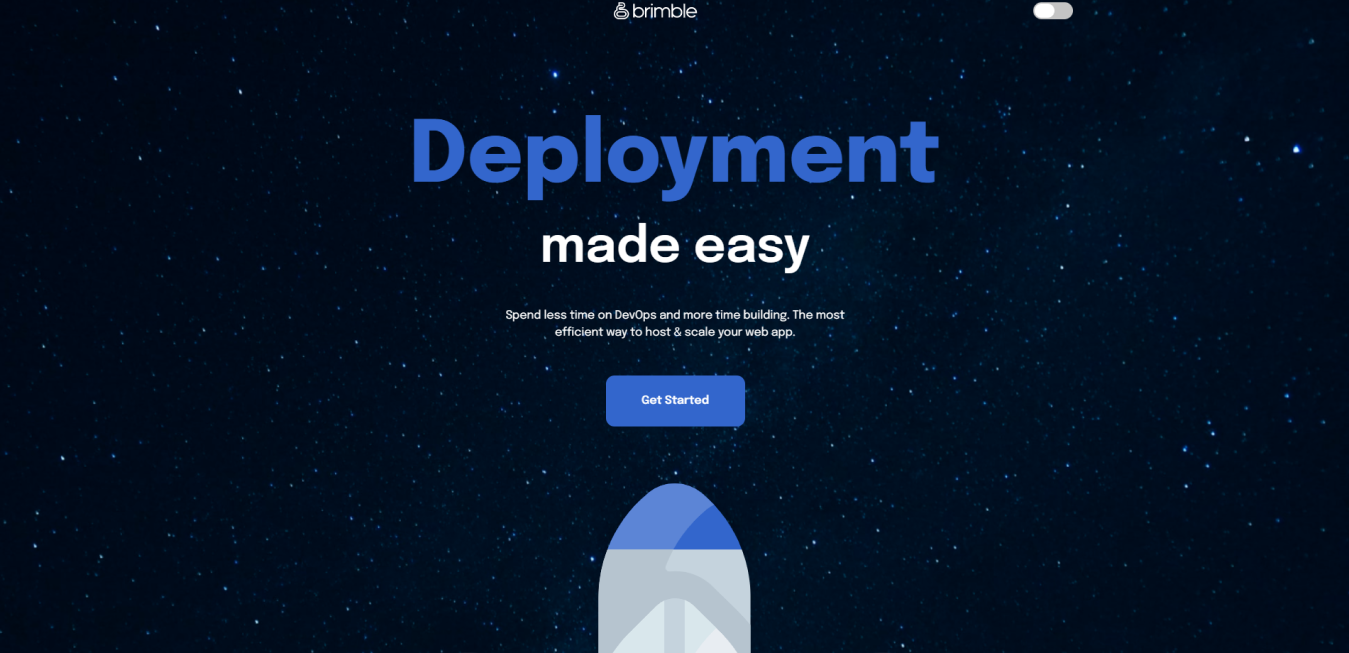 brimble
Deployment
made easy
Spend less time on DevOps and more time building. The most
efficient way to host & scale your web app.
Get Started